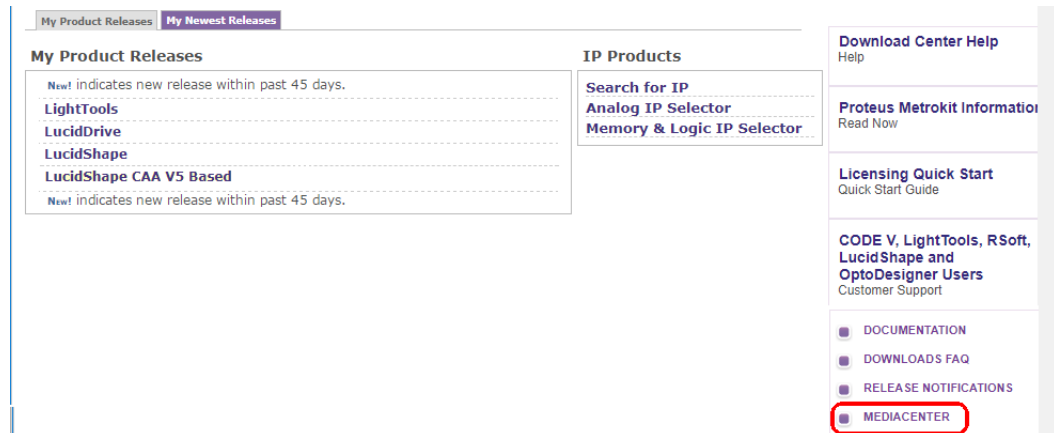 My Product Releases
My Newest Releases
My Product Releases
New! indicates new release within past 45 days.
LightTools
LucidDrive
LucidShape
LucidShape CAA V5 Based
New! indicates new release within past 45 days.
IP Products
Search for IP
Analog IP Selector
Memory & Logic IP Selector
Download Center Help
Help
Proteus Metrokit Information
Read Now
Licensing Quick Start
Quick Start Guide
CODE V, LightTools, RSoft,
LucidShape and
OptoDesigner Users
Customer Support
DOCUMENTATION
DOWNLOADS FAQ
RELEASE NOTIFICATIONS
MEDIACENTER